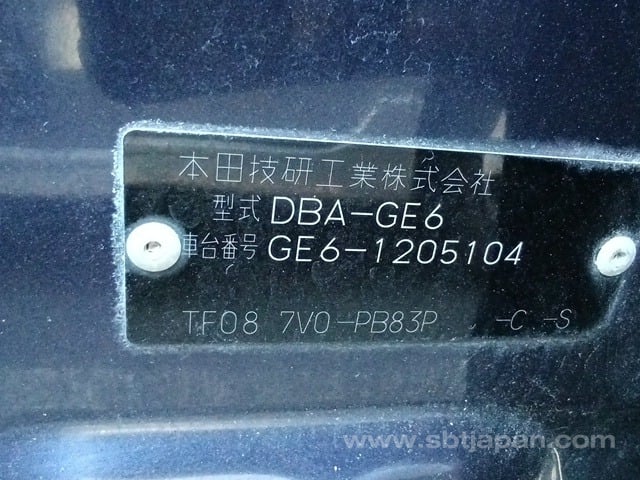 本田技研工業株式会社
型式 DBA-GE6
車台番号 GE6-1205104
TF08 7V0-PB83P -C -S
www.sbtjapan.com